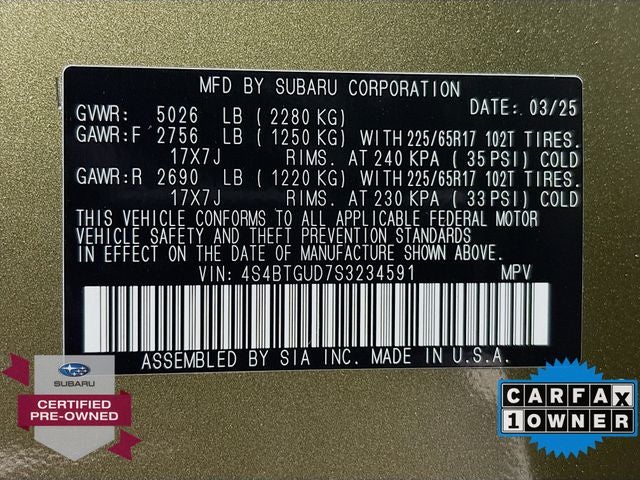 MFD BY SUBARU CORPORATION
GVWR: 5026 LB ( 2280 KG) DATE: 03/25
GAWR:F 2756 LB ( 1250 KG) WITH 225/65R17 102T TIRES.
17X7J RIMS. AT 240 KPA ( 35 PSI) COLD
GAWR:R 2690 LB ( 1220 KG) WITH 225/65R17 102T TIRES.
17X7J RIMS. AT 230 KPA ( 33 PSI) COLD
THIS VEHICLE CONFORMS TO ALL APPLICABLE FEDERAL MOTOR
VEHICLE SAFETY AND THEFT PREVENTION STANDARDS
IN EFFECT ON THE DATE OF MANUFACTURE SHOWN ABOVE.
VIN: 4S4BTGUD7S3234591 MPV
ASSEMBLED BY SIA INC. MADE IN U.S.A.
SUBARU
CERTIFIED
PRE-OWNED
CARFAX
1 OWNER